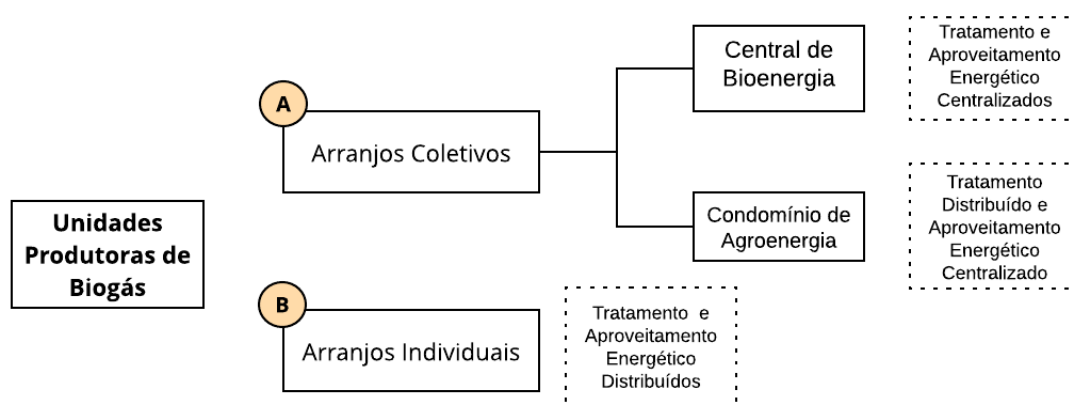 Unidades
Produtoras de
Biogás
A
Arranjos Coletivos
Central de
Bioenergia
Tratamento e
Aproveitamento
Energético
Centralizados
Condomínio de
Agroenergia
Tratamento
Distribuído e
Aproveitamento
Energético
Centralizado
B
Arranjos Individuais
Tratamento e
Aproveitamento
Energético
Distribuídos